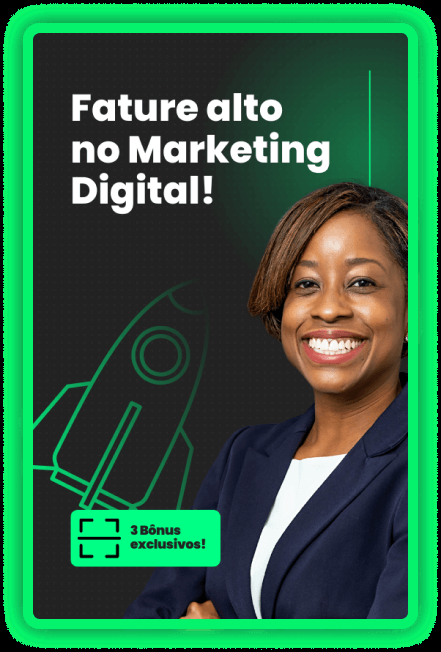 Fature alto
no Marketing
Digital!
3 Bônus
exclusivos!